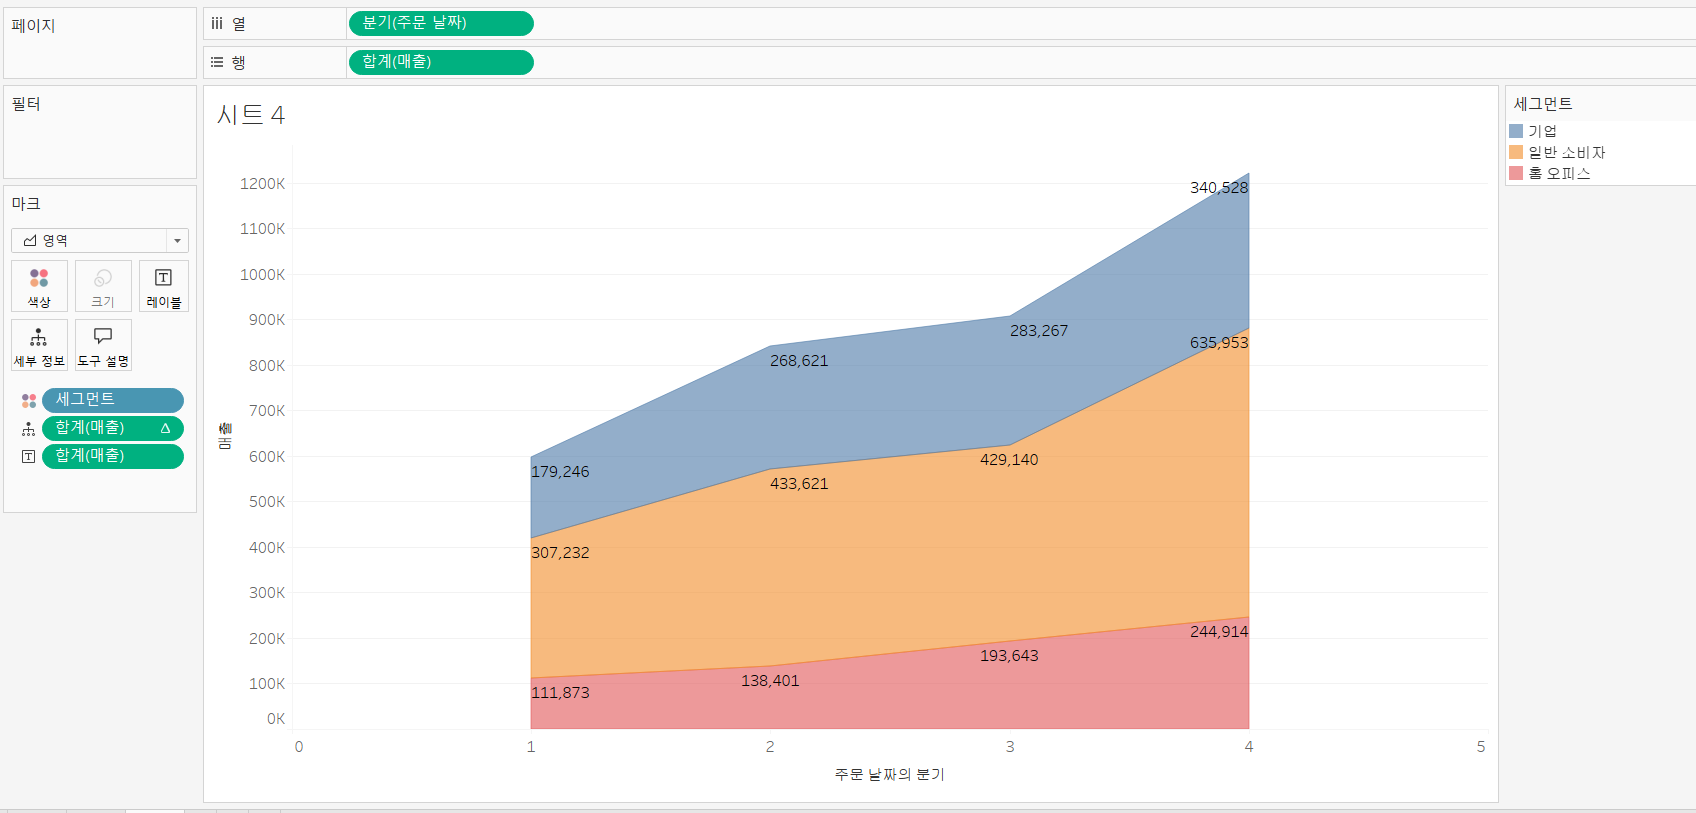 페이지
필터
마크
영역
색상
크기
레이블
세부 정보
도구 설명
세그먼트
합계(매출)
합계(매출)
열
분기(주문 날짜)
행
합계(매출)
시트 4
1200K
1100K
1000K
900K
800K
700K
600K
500K
400K
300K
200K
100K
0K
340,528
283,267
268,621
179,246
635,953
429,140
433,621
307,232
244,914
193,643
138,401
111,873
0
1
2
3
4
5
주문 날짜의 분기
세그먼트
기업
일반 소비자
홈 오피스